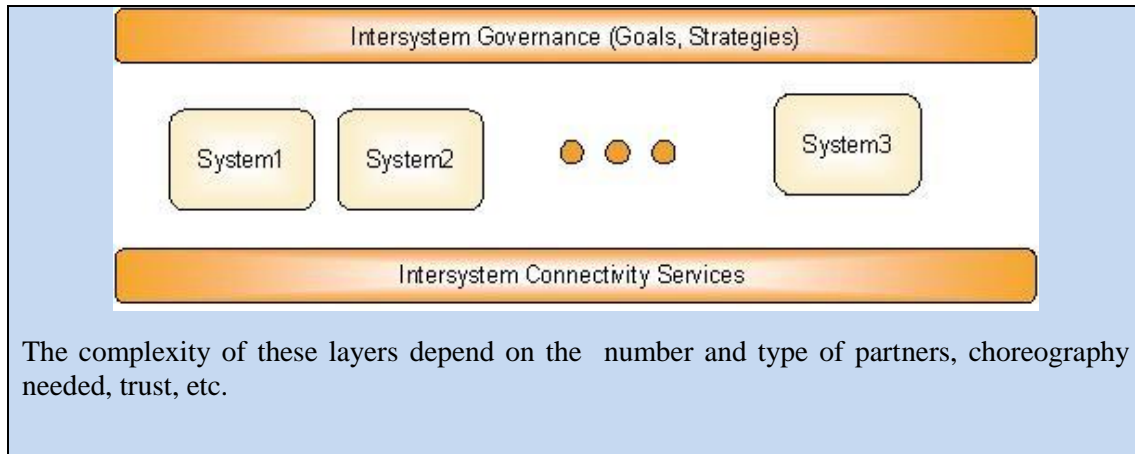 Intersystem Governance (Goals, Strategies)
System1
System2
System3
Intersystem Connectivity Services
The complexity of these layers depend on the number and type of partners, choreography
needed, trust, etc.